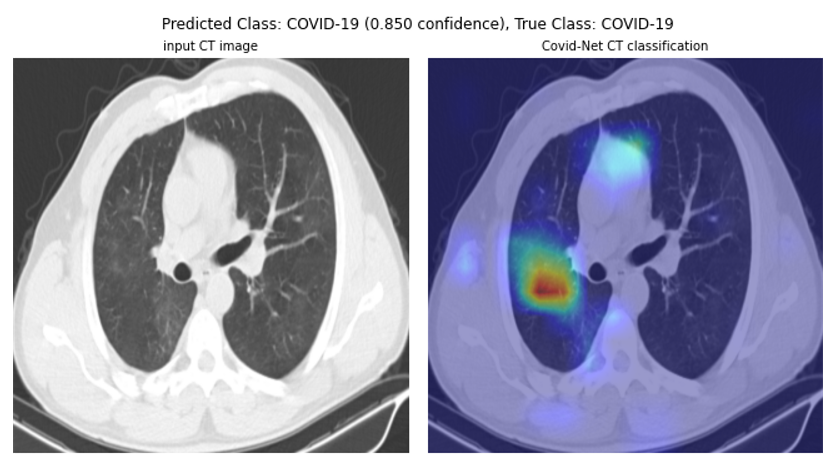 Predicted Class: COVID-19 (0.850 confidence), True Class: COVID-19
input CT image
Covid-Net CT classification